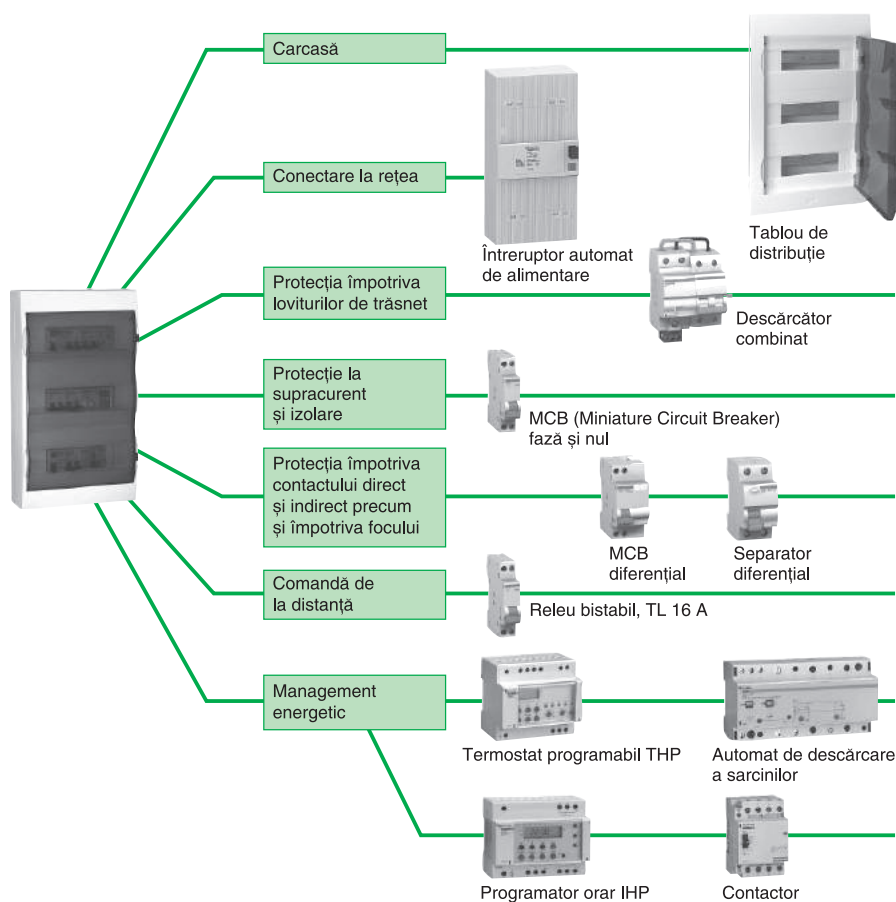 Carcasă
Tablou de
distribuție
Conectare la rețea
Întreruptor automat
de alimentare
Protecția împotriva
loviturilor de trăsnet
Descărcător
combinat
Protecție la
supracurent
și izolare
MCB (Miniature Circuit Breaker)
fază și nul
Protecția împotriva
contactului direct
și indirect precum
și împotriva focului
MCB
diferențial
Separator
diferențial
Comandă de
la distanță
Releu bistabil, TL 16 A
Management
energetic
Termostat programabil THP
Automat de descărcare
a sarcinilor
Programator orar IHP
Contactor